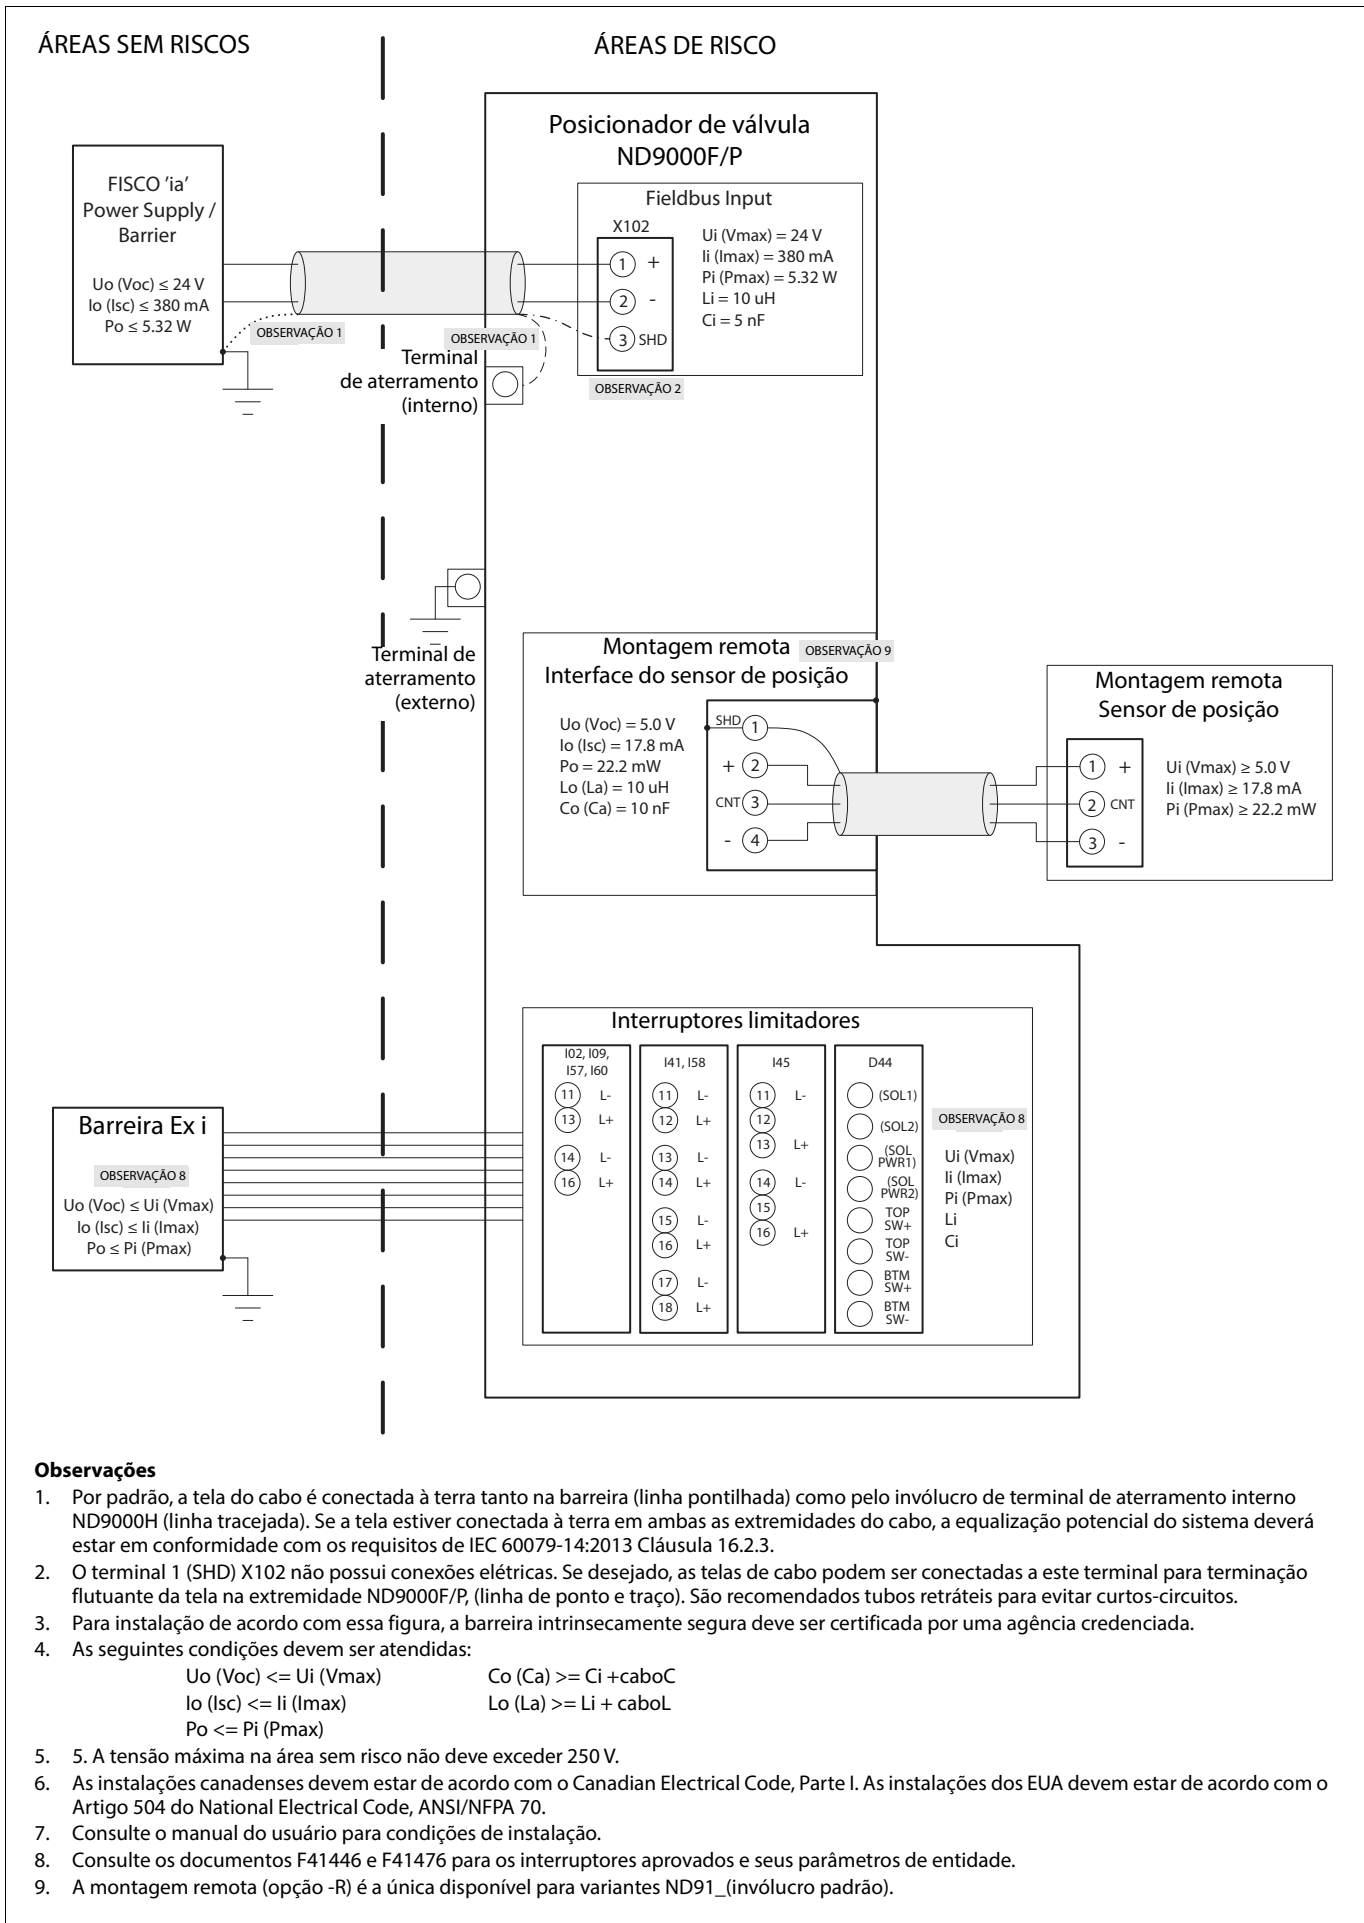 ÁREAS SEM RISCOS
ÁREAS DE RISCO
Posicionador de válvula
ND9000F/P
FISCO 'ia'
Power Supply /
Barrier
Uo (Voc) ≤ 24 V
Io (Isc) ≤ 380 mA
Po ≤ 5.32 W
OBSERVAÇÃO 1
OBSERVAÇÃO 1
Fieldbus Input
X102
1 +
2 -
3 SHD
Ui (Vmax) = 24 V
Ii (Imax) = 380 mA
Pi (Pmax) = 5.32 W
Li = 10 uH
Ci = 5 nF
OBSERVAÇÃO 2
Terminal
de aterramento
(interno)
Terminal de
aterramento
(externo)
Montagem remota OBSERVAÇÃO 9
Interface do sensor de posição
Uo (Voc) = 5.0 V
Io (Isc) = 17.8 mA
Po = 22.2 mW
Lo (La) = 10 uH
Co (Ca) = 10 nF
SHD 1
+ 2
CNT 3
- 4
Montagem remota
Sensor de posição
1 +
2 CNT
3 -
Ui (Vmax) ≥ 5.0 V
Ii (Imax) ≥ 17.8 mA
Pi (Pmax) ≥ 22.2 mW
Interruptores limitadores
I02, I09,
I57, I60
11 L-
13 L+
14 L-
16 L+
I41, I58
11 L-
12 L+
13 L-
14 L+
15 L-
16 L+
17 L-
18 L+
I45
11 L-
12
13 L+
14 L-
15
16 L+
D44
(SOL1)
(SOL2)
(SOL
PWR1)
(SOL
PWR2)
TOP
SW+
TOP
SW-
BTM
SW+
BTM
SW-
OBSERVAÇÃO 8
Ui (Vmax)
Ii (Imax)
Pi (Pmax)
Li
Ci
Barreira Ex i
OBSERVAÇÃO 8
Uo (Voc) ≤ Ui (Vmax)
Io (Isc) ≤ Ii (Imax)
Po ≤ Pi (Pmax)
Observações
1. Por padrão, a tela do cabo é conectada à terra tanto na barreira (linha pontilhada) como pelo invólucro de terminal de aterramento interno
ND9000H (linha tracejada). Se a tela estiver conectada à terra em ambas as extremidades do cabo, a equalização potencial do sistema deverá
estar em conformidade com os requisitos de IEC 60079-14:2013 Cláusula 16.2.3.
2. O terminal 1 (SHD) X102 não possui conexões elétricas. Se desejado, as telas de cabo podem ser conectadas a este terminal para terminação
flutuante da tela na extremidade ND9000F/P, (linha de ponto e traço). São recomendados tubos retráteis para evitar curtos-circuitos.
3. Para instalação de acordo com essa figura, a barreira intrinsecamente segura deve ser certificada por uma agência credenciada.
4. As seguintes condições devem ser atendidas:
Uo (Voc) <= Ui (Vmax) Co (Ca) >= Ci +caboC
Io (Isc) <= Ii (Imax) Lo (La) >= Li + caboL
Po <= Pi (Pmax)
5. 5. A tensão máxima na área sem risco não deve exceder 250 V.
6. As instalações canadenses devem estar de acordo com o Canadian Electrical Code, Parte I. As instalações dos EUA devem estar de acordo com o
Artigo 504 do National Electrical Code, ANSI/NFPA 70.
7. Consulte o manual do usuário para condições de instalação.
8. Consulte os documentos F41446 e F41476 para os interruptores aprovados e seus parâmetros de entidade.
9. A montagem remota (opção -R) é a única disponível para variantes ND91_(invólucro padrão).